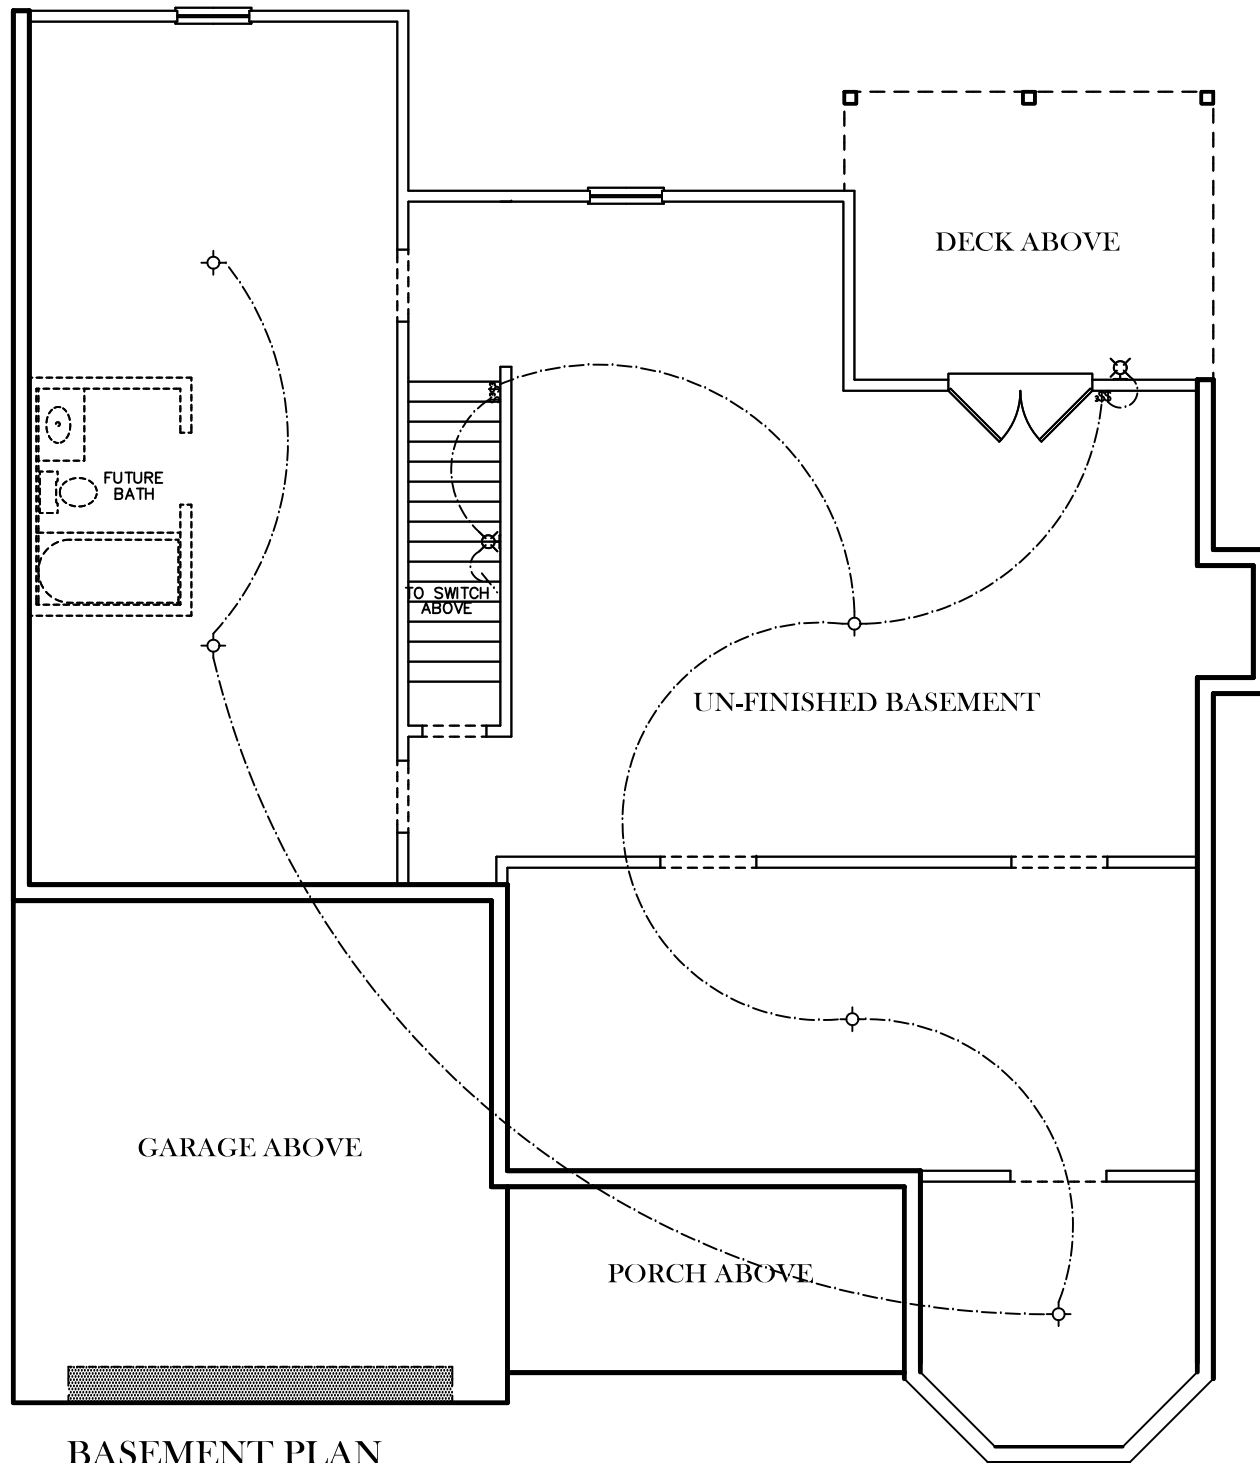 DECK ABOVE
FUTURE
BATH
TO SWITCH
ABOVE
UN-FINISHED BASEMENT
GARAGE ABOVE
PORCH ABOVE
BASEMENT PLAN